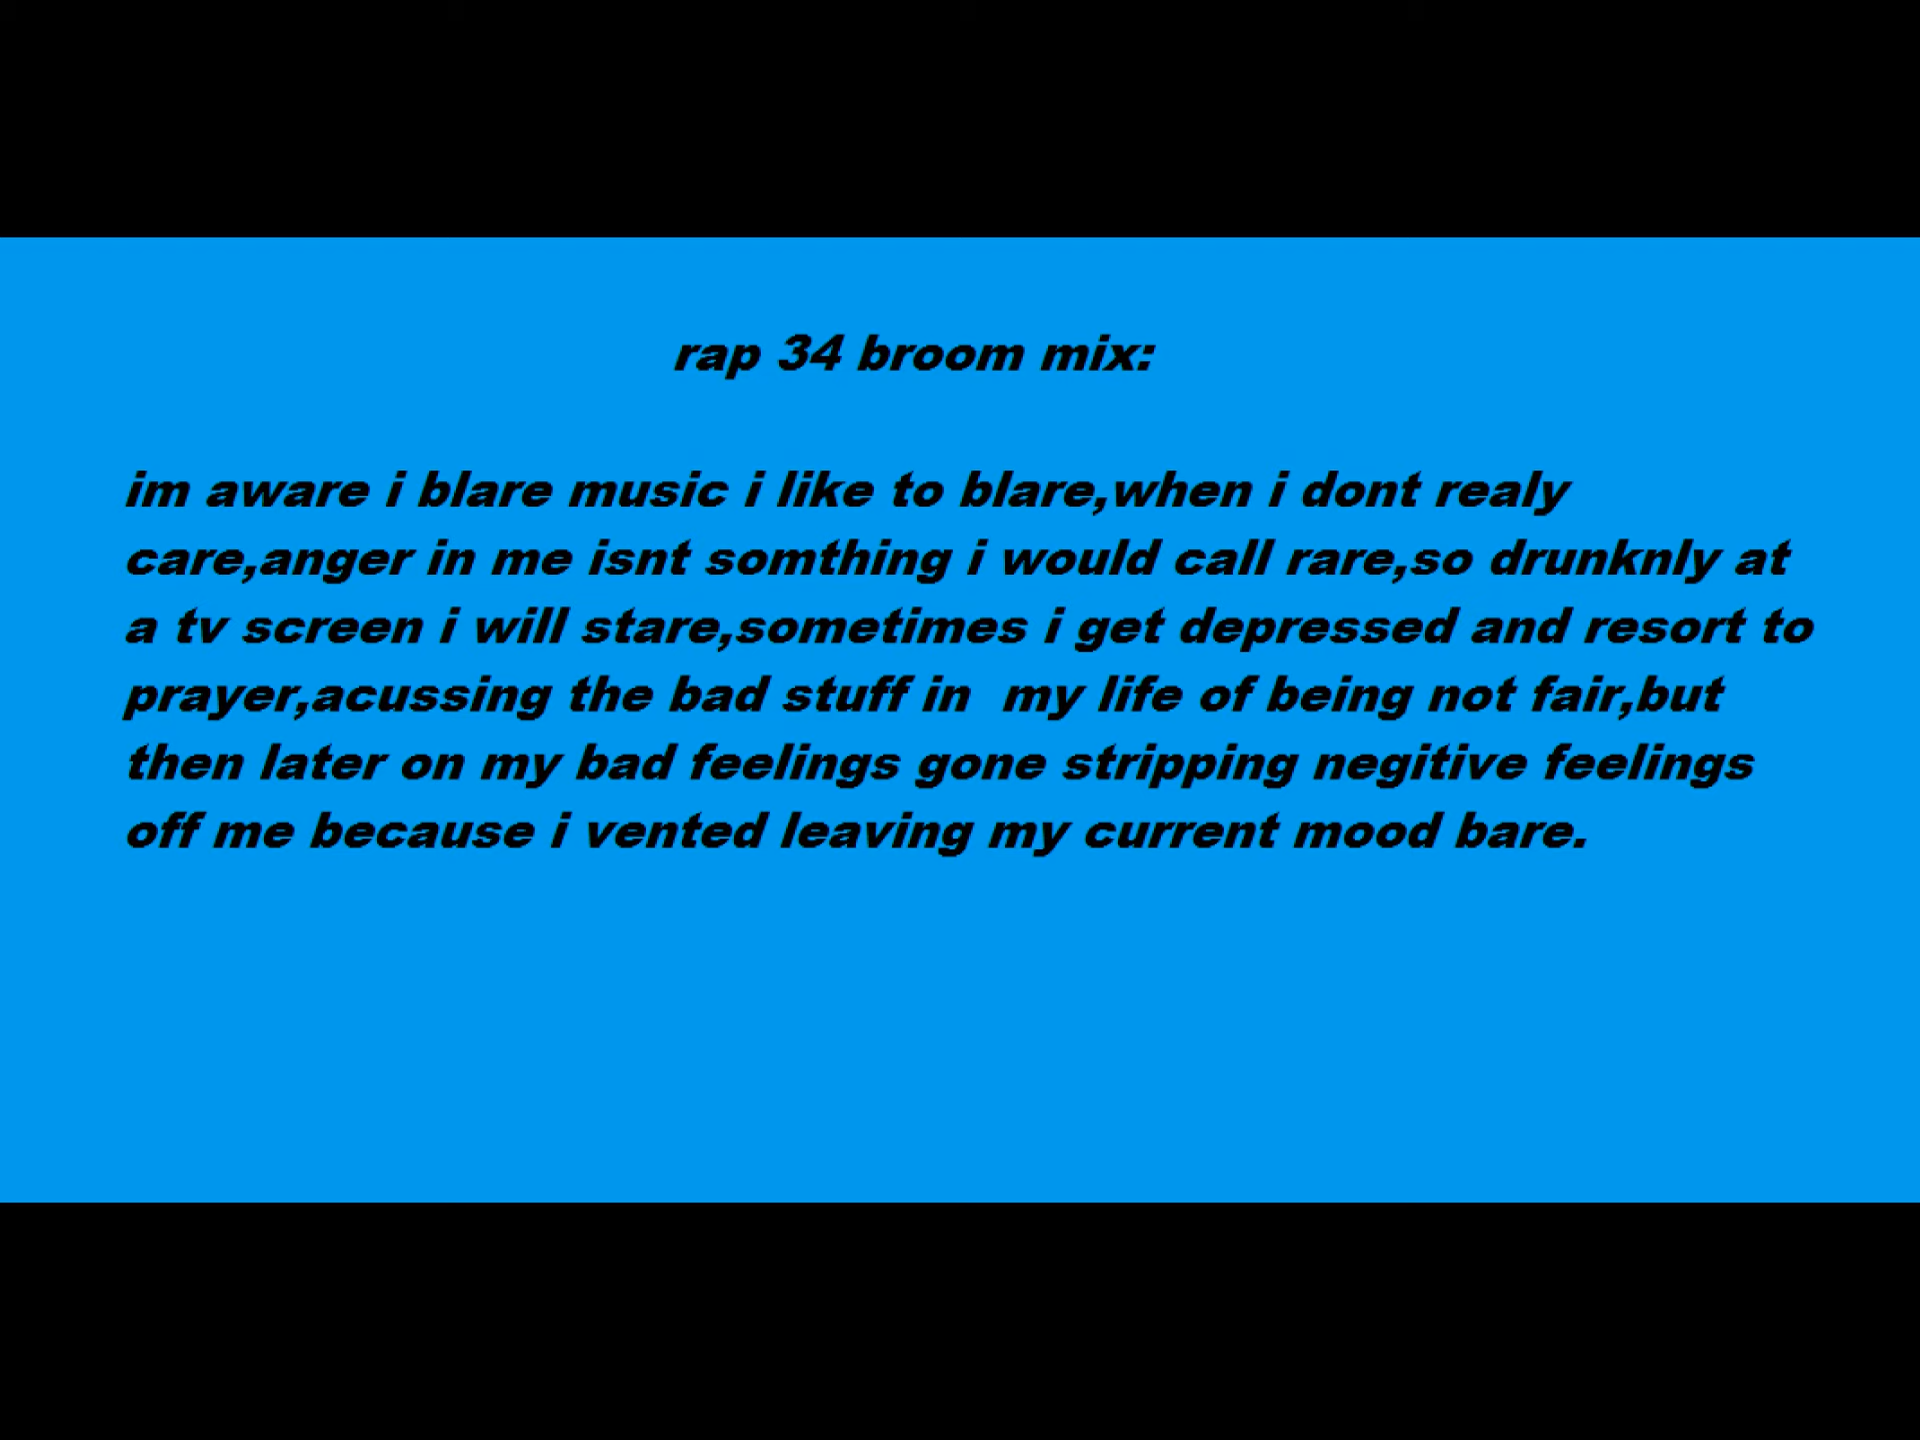 rap 34 broom mix:
im aware i blare music i like to blare,when i dont realy
care,anger in me isnt somthing i would call rare,so drunknly at
a tv screen i will stare,sometimes i get depressed and resort to
prayer,acussing the bad stuff in  my life of being not fair,but
then later on my bad feelings gone stripping negitive feelings
off me because i vented leaving my current mood bare.